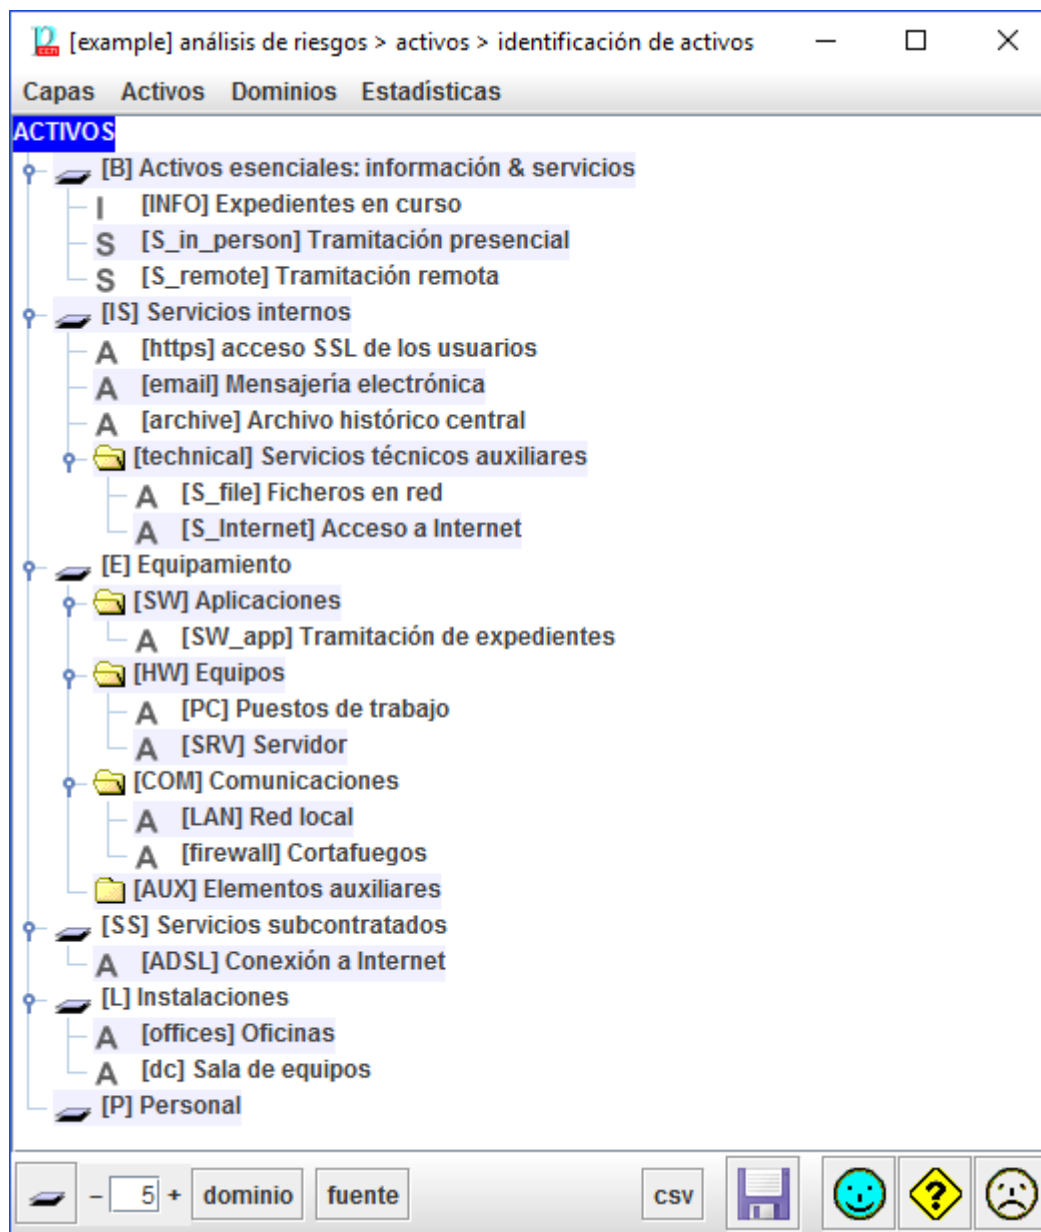 [example] análisis de riesgos > activos > identificación de activos
Capas Activos Dominios Estadísticas
ACTIVOS
[B] Activos esenciales: información & servicios
I [INFO] Expedientes en curso
S [S_in_person] Tramitación presencial
S [S_remote] Tramitación remota
[IS] Servicios internos
A [https] acceso SSL de los usuarios
A [email] Mensajería electrónica
A [archive] Archivo histórico central
[technical] Servicios técnicos auxiliares
A [S_file] Ficheros en red
A [S_Internet] Acceso a Internet
[E] Equipamiento
[SW] Aplicaciones
A [SW_app] Tramitación de expedientes
[HW] Equipos
A [PC] Puestos de trabajo
A [SRV] Servidor
[COM] Comunicaciones
A [LAN] Red local
A [firewall] Cortafuegos
[AUX] Elementos auxiliares
[SS] Servicios subcontratados
A [ADSL] Conexión a Internet
[L] Instalaciones
A [offices] Oficinas
A [dc] Sala de equipos
[P] Personal
− 5 + dominio fuente csv ?